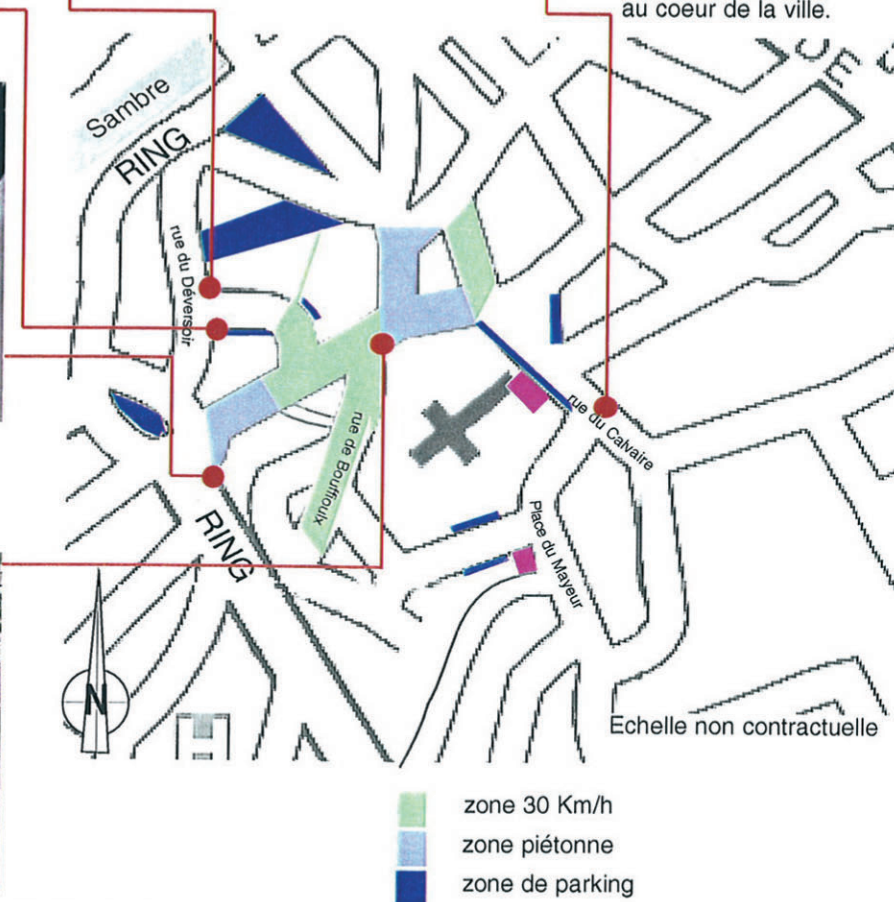 au coeur de la ville.
Sambre
RING
rue du Déversoir
rue de Bouffioulx
rue du Calvaire
Place du Mayeur
RING
N
H
Echelle non contractuelle
zone 30 Km/h
zone piétonne
zone de parking